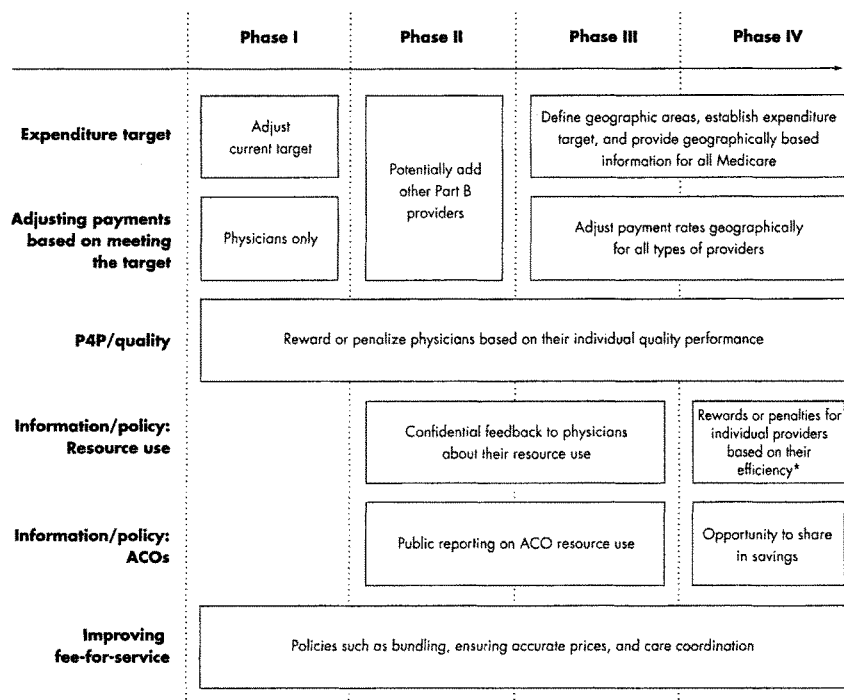 Phase I
Phase II
Phase III
Phase IV
Expenditure target
Adjust
current target
Potentially add
other Part B
providers
Define geographic areas, establish expenditure
target, and provide geographically based
information for all Medicare
Adjusting payments
based on meeting
the target
Physicians only
Adjust payment rates geographically
for all types of providers
P4P/quality
Reward or penalize physicians based on their individual quality performance
Information/policy:
Resource use
Confidential feedback to physicians
about their resource use
Rewards or penalties for
individual providers
based on their
efficiency*
Information/policy:
ACOs
Public reporting on ACO resource use
Opportunity to share
in savings
Improving
fee-for-service
Policies such as bundling, ensuring accurate prices, and care coordination